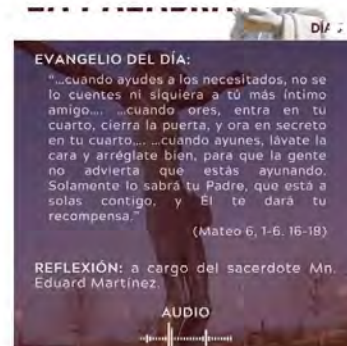 DÍA
EVANGELIO DEL DÍA:
"...cuando ayudes a los necesitados, no se
lo cuentes ni siquiera a tú más íntimo
amigo.... ...cuando ores, entra en tu
cuarto, cierra la puerta, y ora en secreto
en tu cuarto.... ...cuando ayunes, lávate la
cara y arréglate bien, para que la gente
no advierta que estás ayunando.
Solamente lo sabrá tu Padre, que está a
solas contigo, y Él te dará tu
recompensa."
(Mateo 6, 1-6. 16-18)
REFLEXIÓN: a cargo del sacerdote Mn.
Eduard Martínez.
AUDIO